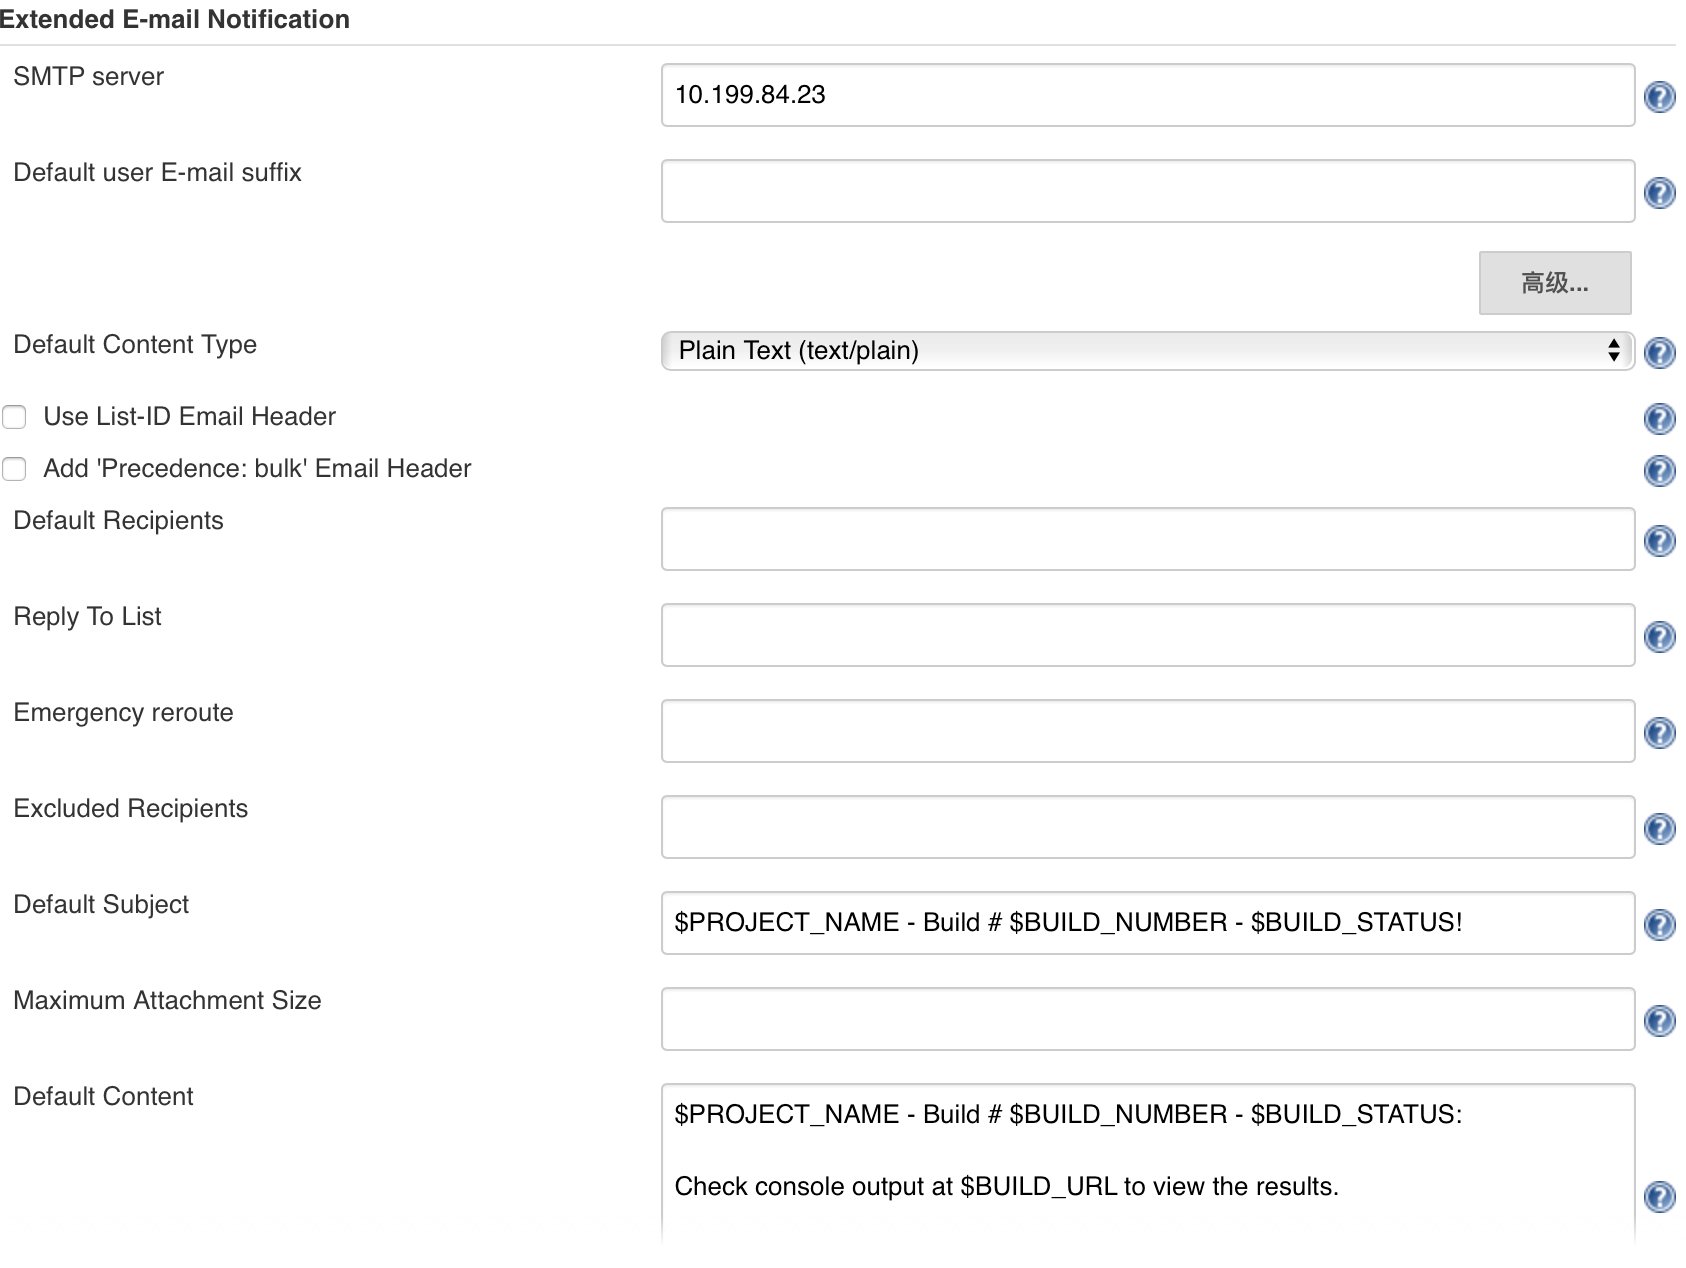 Extended E-mail Notification
SMTP server
10.199.84.23
Default user E-mail suffix
高级...
Default Content Type
Plain Text (text/plain)
Use List-ID Email Header
Add 'Precedence: bulk' Email Header
Default Recipients
Reply To List
Emergency reroute
Excluded Recipients
Default Subject
$PROJECT_NAME - Build # $BUILD_NUMBER - $BUILD_STATUS!
Maximum Attachment Size
Default Content
$PROJECT_NAME - Build # $BUILD_NUMBER - $BUILD_STATUS:
Check console output at $BUILD_URL to view the results.